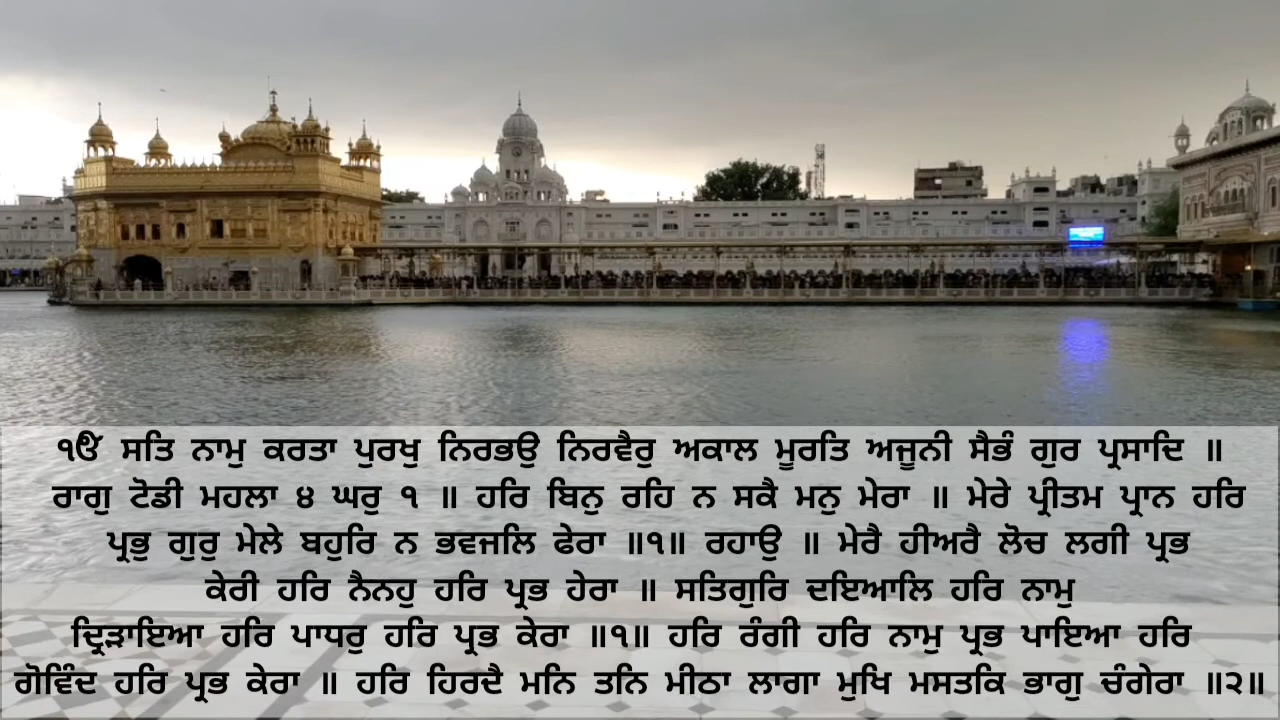 ੴ ਸਤਿ ਨਾਮੁ ਕਰਤਾ ਪੁਰਖੁ ਨਿਰਭਉ ਨਿਰਵੈਰੁ ਅਕਾਲ ਮੂਰਤਿ ਅਜੂਨੀ ਸੈਭੰ ਗੁਰ ਪ੍ਰਸਾਦਿ ॥
ਰਾਗੁ ਟੋਡੀ ਮਹਲਾ ੪ ਘਰੁ ੧ ॥ ਹਰਿ ਬਿਨੁ ਰਹਿ ਨ ਸਕੈ ਮਨੁ ਮੇਰਾ ॥ ਮੇਰੇ ਪ੍ਰੀਤਮ ਪ੍ਰਾਨ ਹਰਿ
ਪ੍ਰਭੁ ਗੁਰੁ ਮੇਲੇ ਬਹੁਰਿ ਨ ਭਵਜਲਿ ਫੇਰਾ ॥੧॥ ਰਹਾਉ ॥ ਮੇਰੈ ਹੀਅਰੈ ਲੋਚ ਲਗੀ ਪ੍ਰਭ
ਕੇਰੀ ਹਰਿ ਨੈਨਹੁ ਹਰਿ ਪ੍ਰਭ ਹੇਰਾ ॥ ਸਤਿਗੁਰਿ ਦਇਆਲਿ ਹਰਿ ਨਾਮੁ
ਦ੍ਰਿੜਾਇਆ ਹਰਿ ਪਾਧਰੁ ਹਰਿ ਪ੍ਰਭ ਕੇਰਾ ॥੧॥ ਹਰਿ ਰੰਗੀ ਹਰਿ ਨਾਮੁ ਪ੍ਰਭ ਪਾਇਆ ਹਰਿ
ਗੋਵਿੰਦ ਹਰਿ ਪ੍ਰਭ ਕੇਰਾ ॥ ਹਰਿ ਹਿਰਦੈ ਮਨਿ ਤਨਿ ਮੀਠਾ ਲਾਗਾ ਮੁਖਿ ਮਸਤਕਿ ਭਾਗੁ ਚੰਗੇਰਾ ॥੨॥